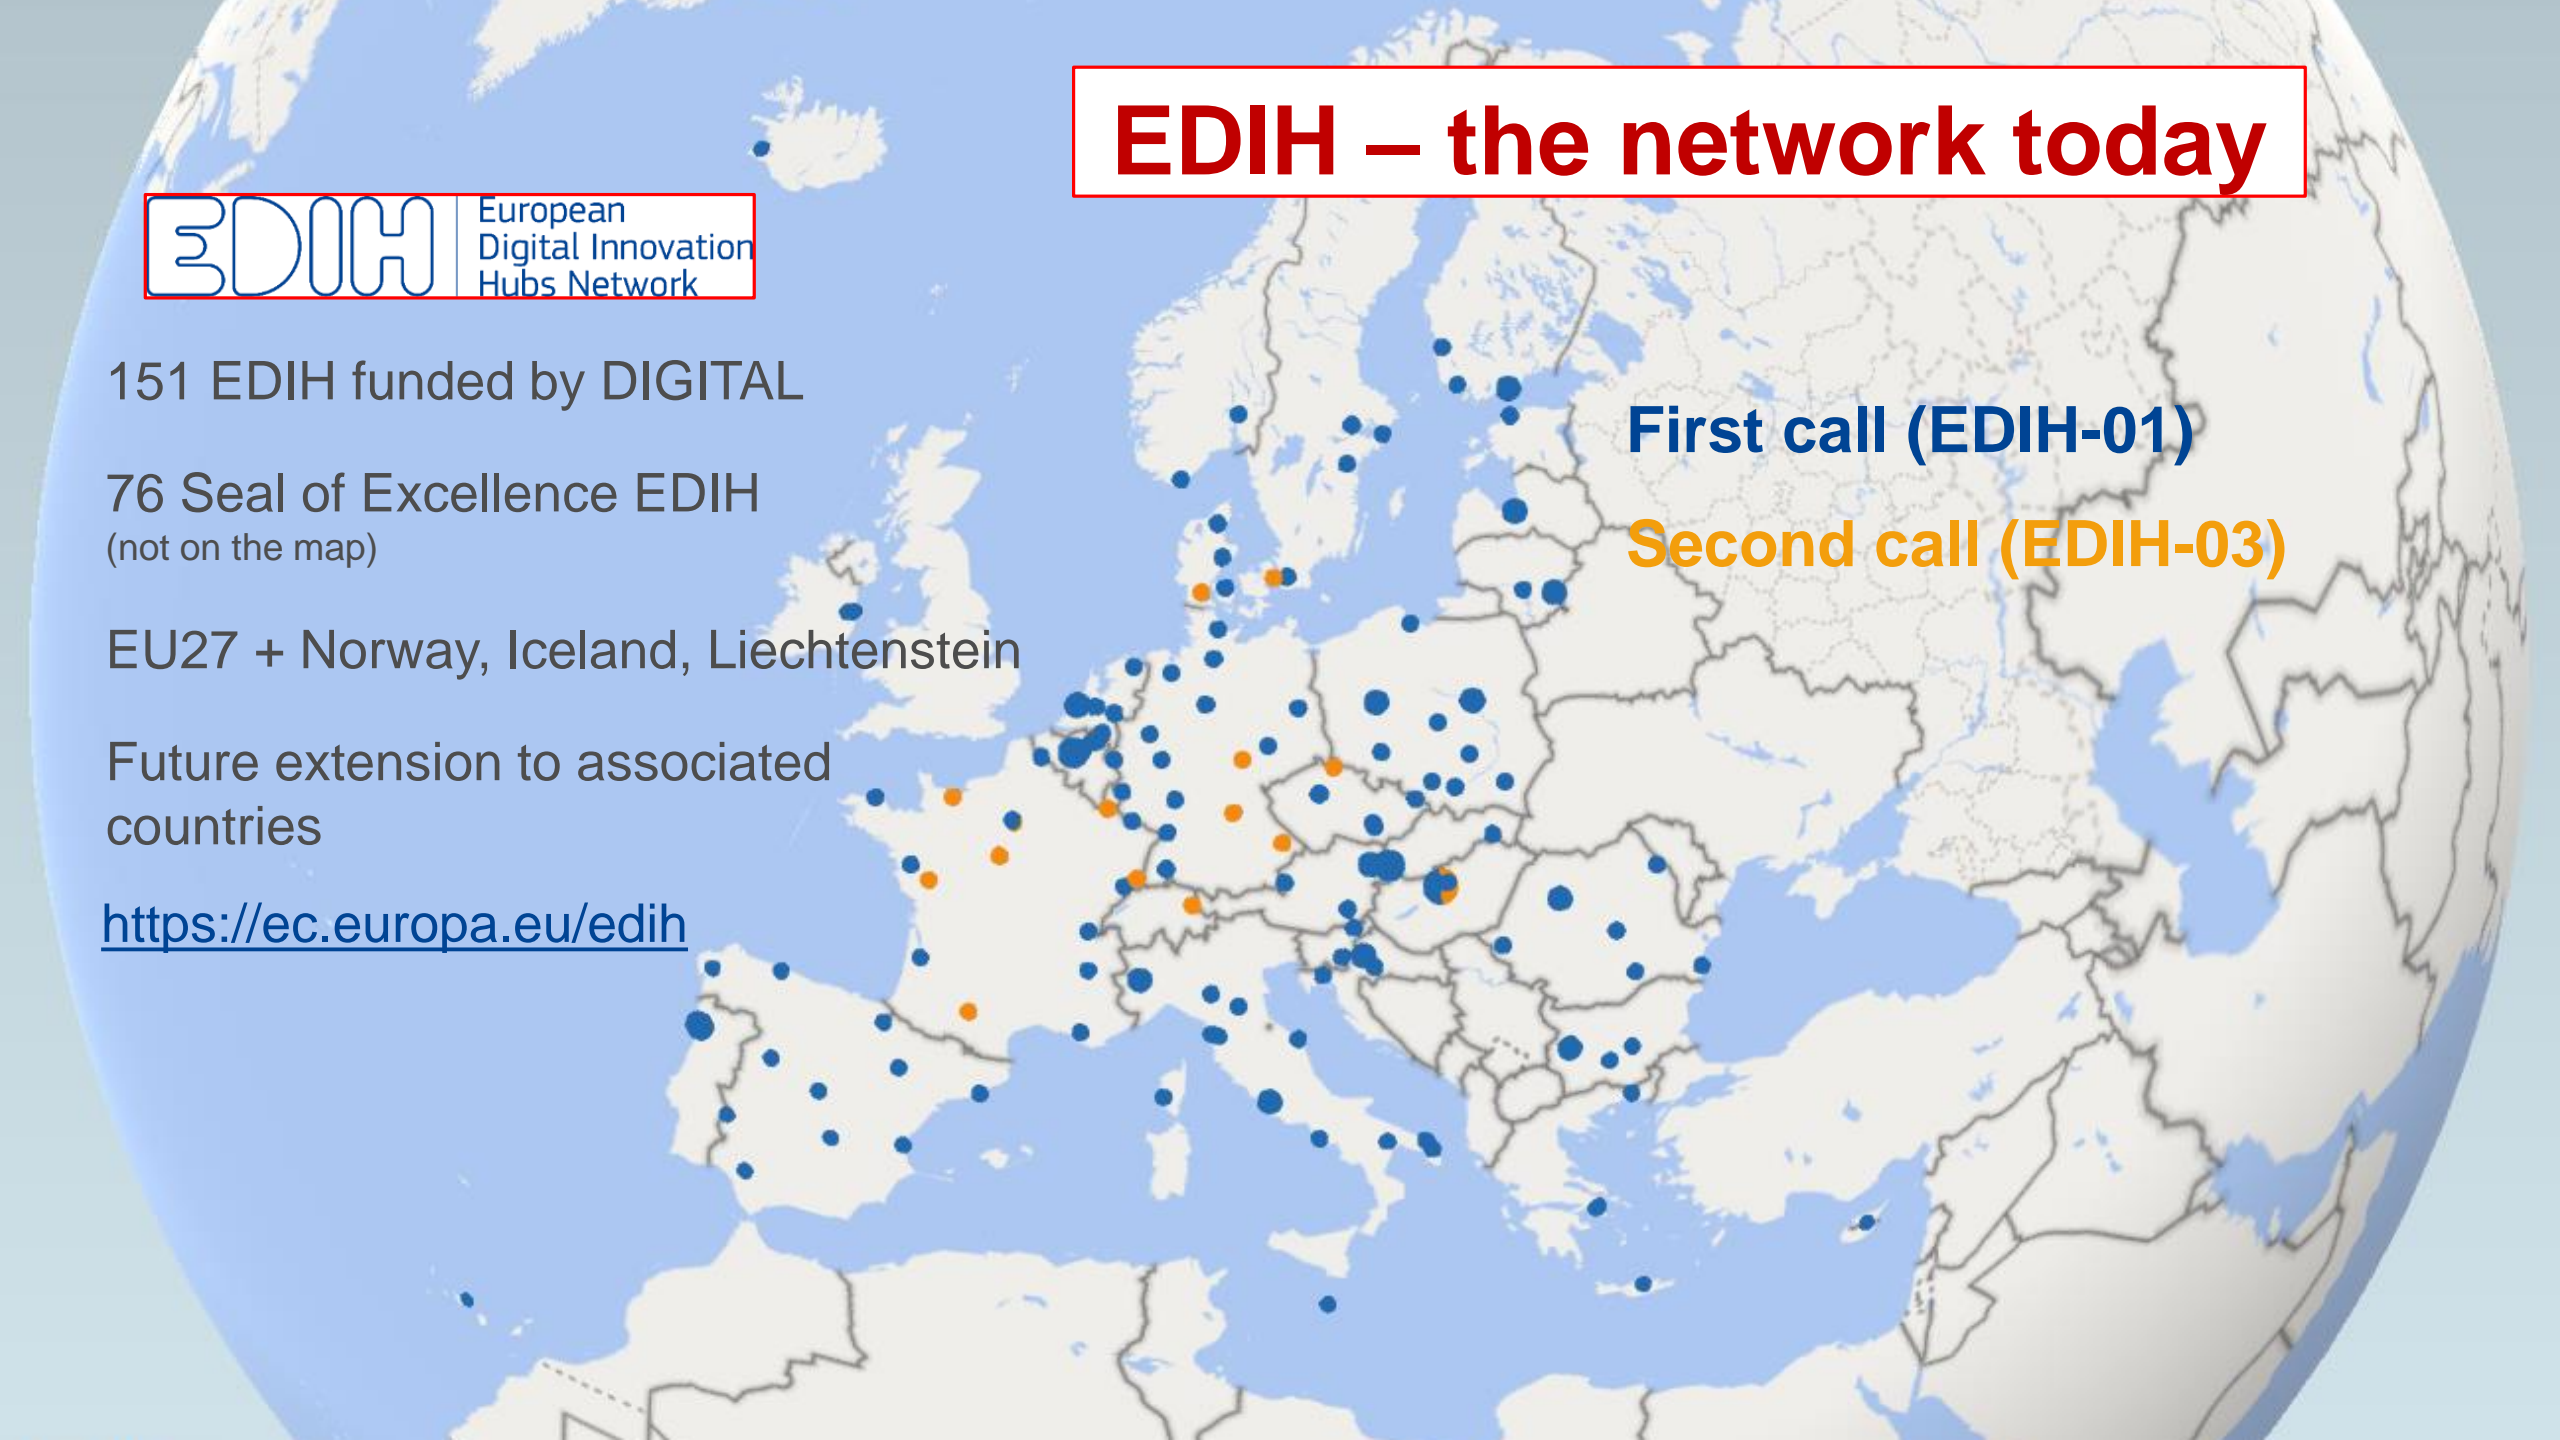 EDIH – the network today
EDIH
European
Digital Innovation
Hubs Network
151 EDIH funded by DIGITAL
76 Seal of Excellence EDIH
(not on the map)
EU27 + Norway, Iceland, Liechtenstein
Future extension to associated
countries
https://ec.europa.eu/edih
First call (EDIH-01)
Second call (EDIH-03)